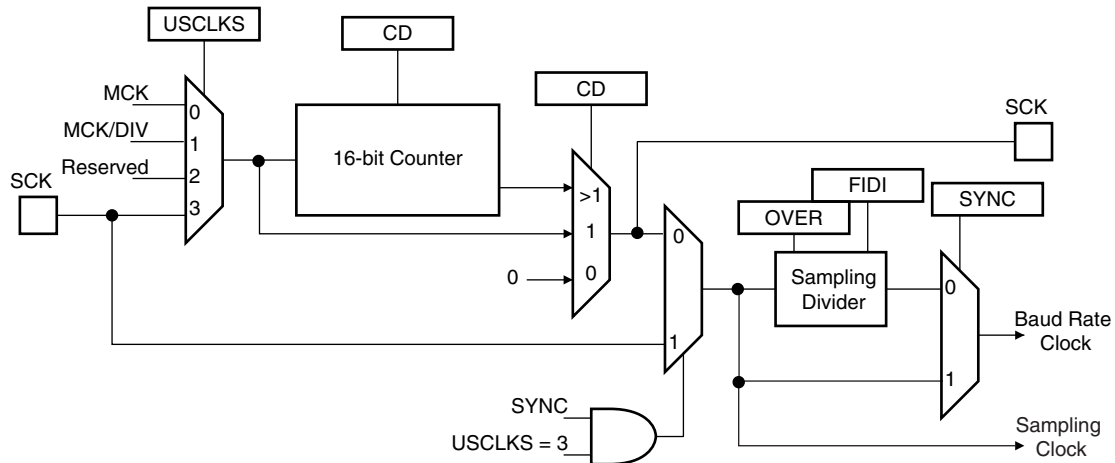 USCLKS
CD
CD
MCK
MCK/DIV
Reserved
SCK
0
1
2
3
16-bit Counter
>1
1
0
0
SCK
0
1
FIDI
OVER
SYNC
Sampling
Divider
0
1
Baud Rate
Clock
SYNC
USCLKS = 3
Sampling
Clock